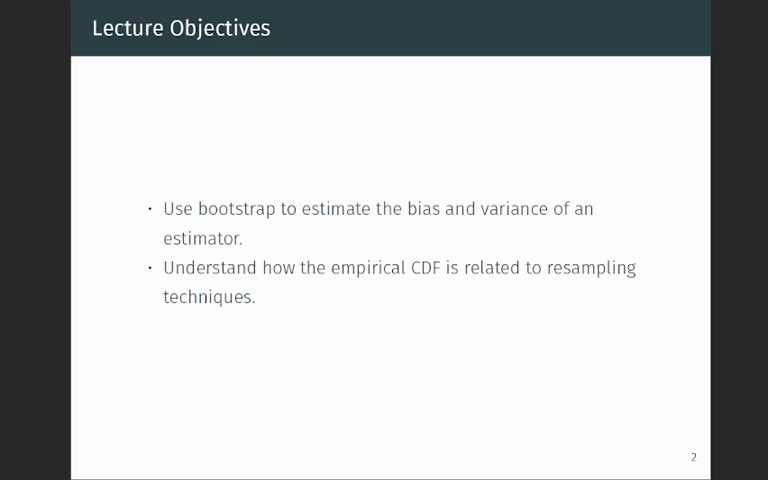 Lecture Objectives
• Use bootstrap to estimate the bias and variance of an
estimator.
• Understand how the empirical CDF is related to resampling
techniques.
2